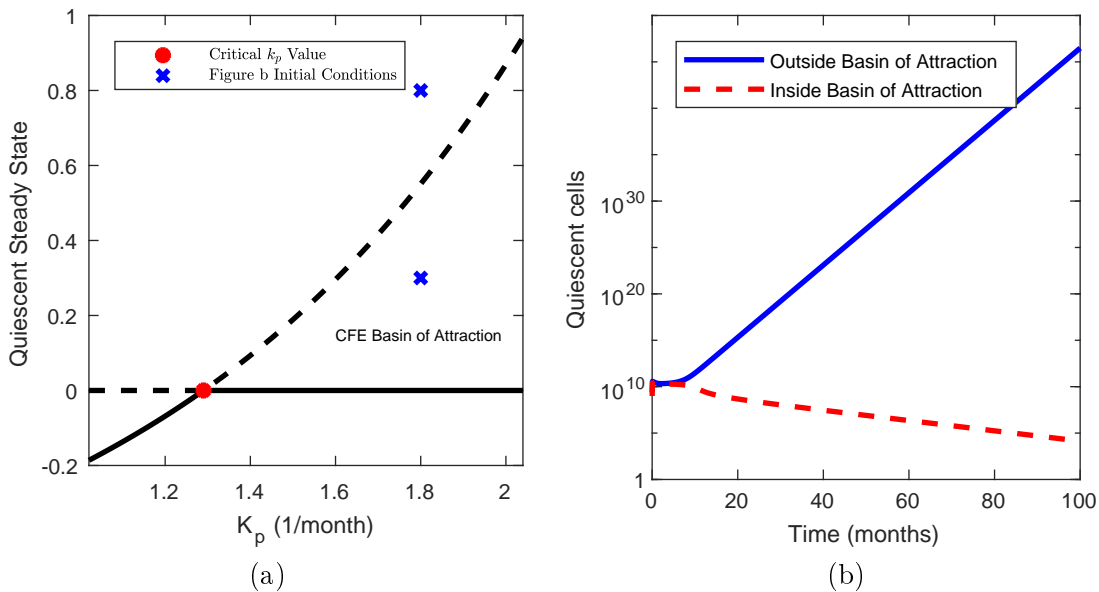 1
0.8
0.6
0.4
0.2
0
-0.2
Quiescent Steady State
Critical kp Value
Figure b Initial Conditions
CFE Basin of Attraction
1.2
1.4
1.6
1.8
2
Kp (1/month)
(a)
Outside Basin of Attraction
Inside Basin of Attraction
10^30
10^20
10^10
1
Quiescent cells
0
20
40
60
80
100
Time (months)
(b)